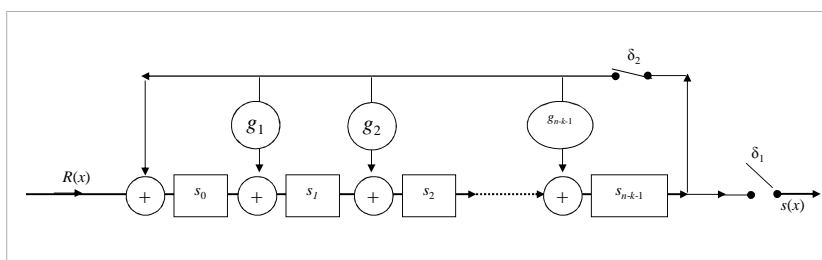 δ₂
g₁
g₂
gₙ₋ₖ₋₁
δ₁
R(x)
+
s₀
+
s₁
+
s₂
+
sₙ₋ₖ₋₁
s(x)